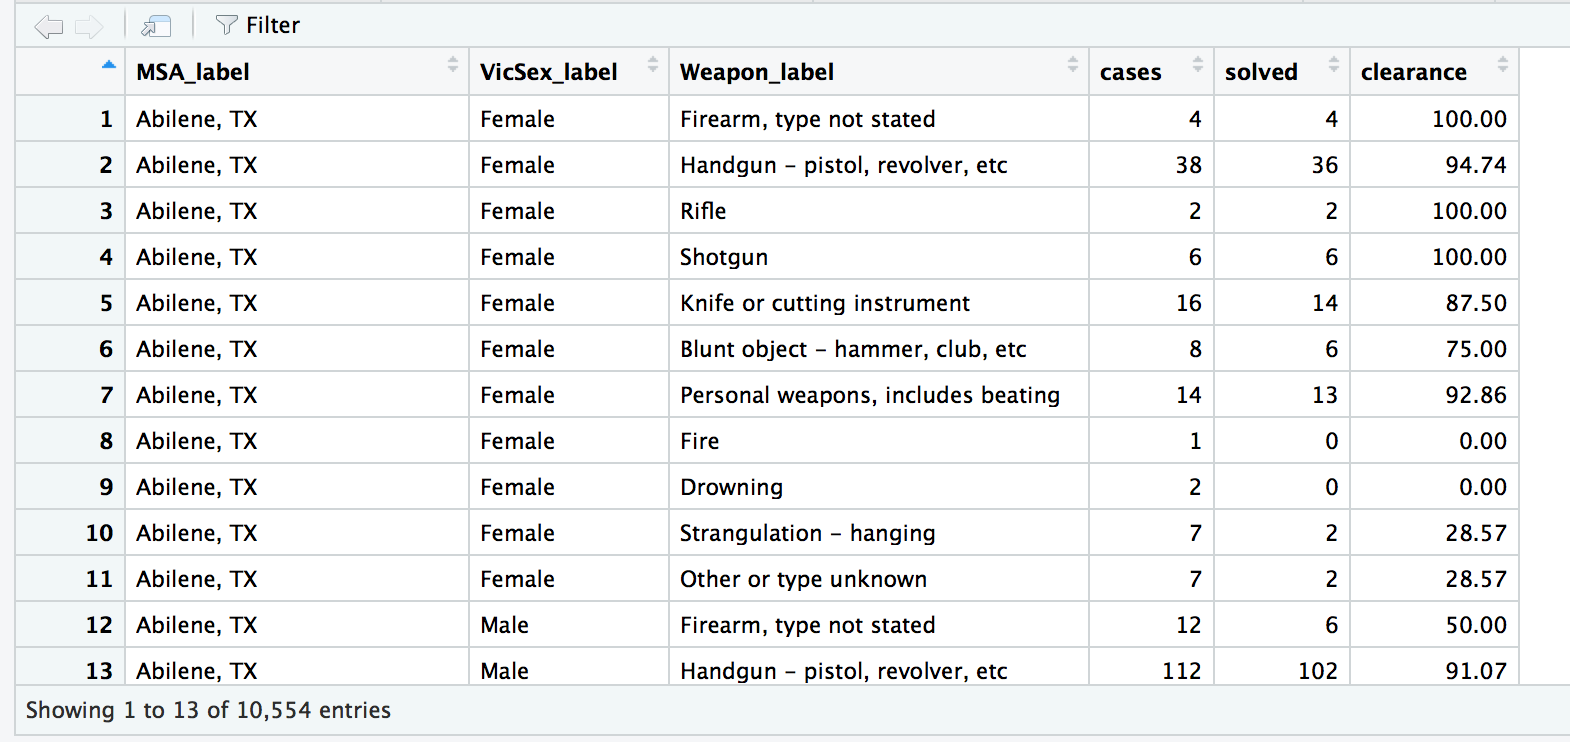 Filter
MSA_label VicSex_label Weapon_label cases solved clearance
1 Abilene, TX Female Firearm, type not stated 4 4 100.00
2 Abilene, TX Female Handgun – pistol, revolver, etc 38 36 94.74
3 Abilene, TX Female Rifle 2 2 100.00
4 Abilene, TX Female Shotgun 6 6 100.00
5 Abilene, TX Female Knife or cutting instrument 16 14 87.50
6 Abilene, TX Female Blunt object – hammer, club, etc 8 6 75.00
7 Abilene, TX Female Personal weapons, includes beating 14 13 92.86
8 Abilene, TX Female Fire 1 0 0.00
9 Abilene, TX Female Drowning 2 0 0.00
10 Abilene, TX Female Strangulation – hanging 7 2 28.57
11 Abilene, TX Female Other or type unknown 7 2 28.57
12 Abilene, TX Male Firearm, type not stated 12 6 50.00
13 Abilene, TX Male Handgun – pistol, revolver, etc 112 102 91.07
Showing 1 to 13 of 10,554 entries